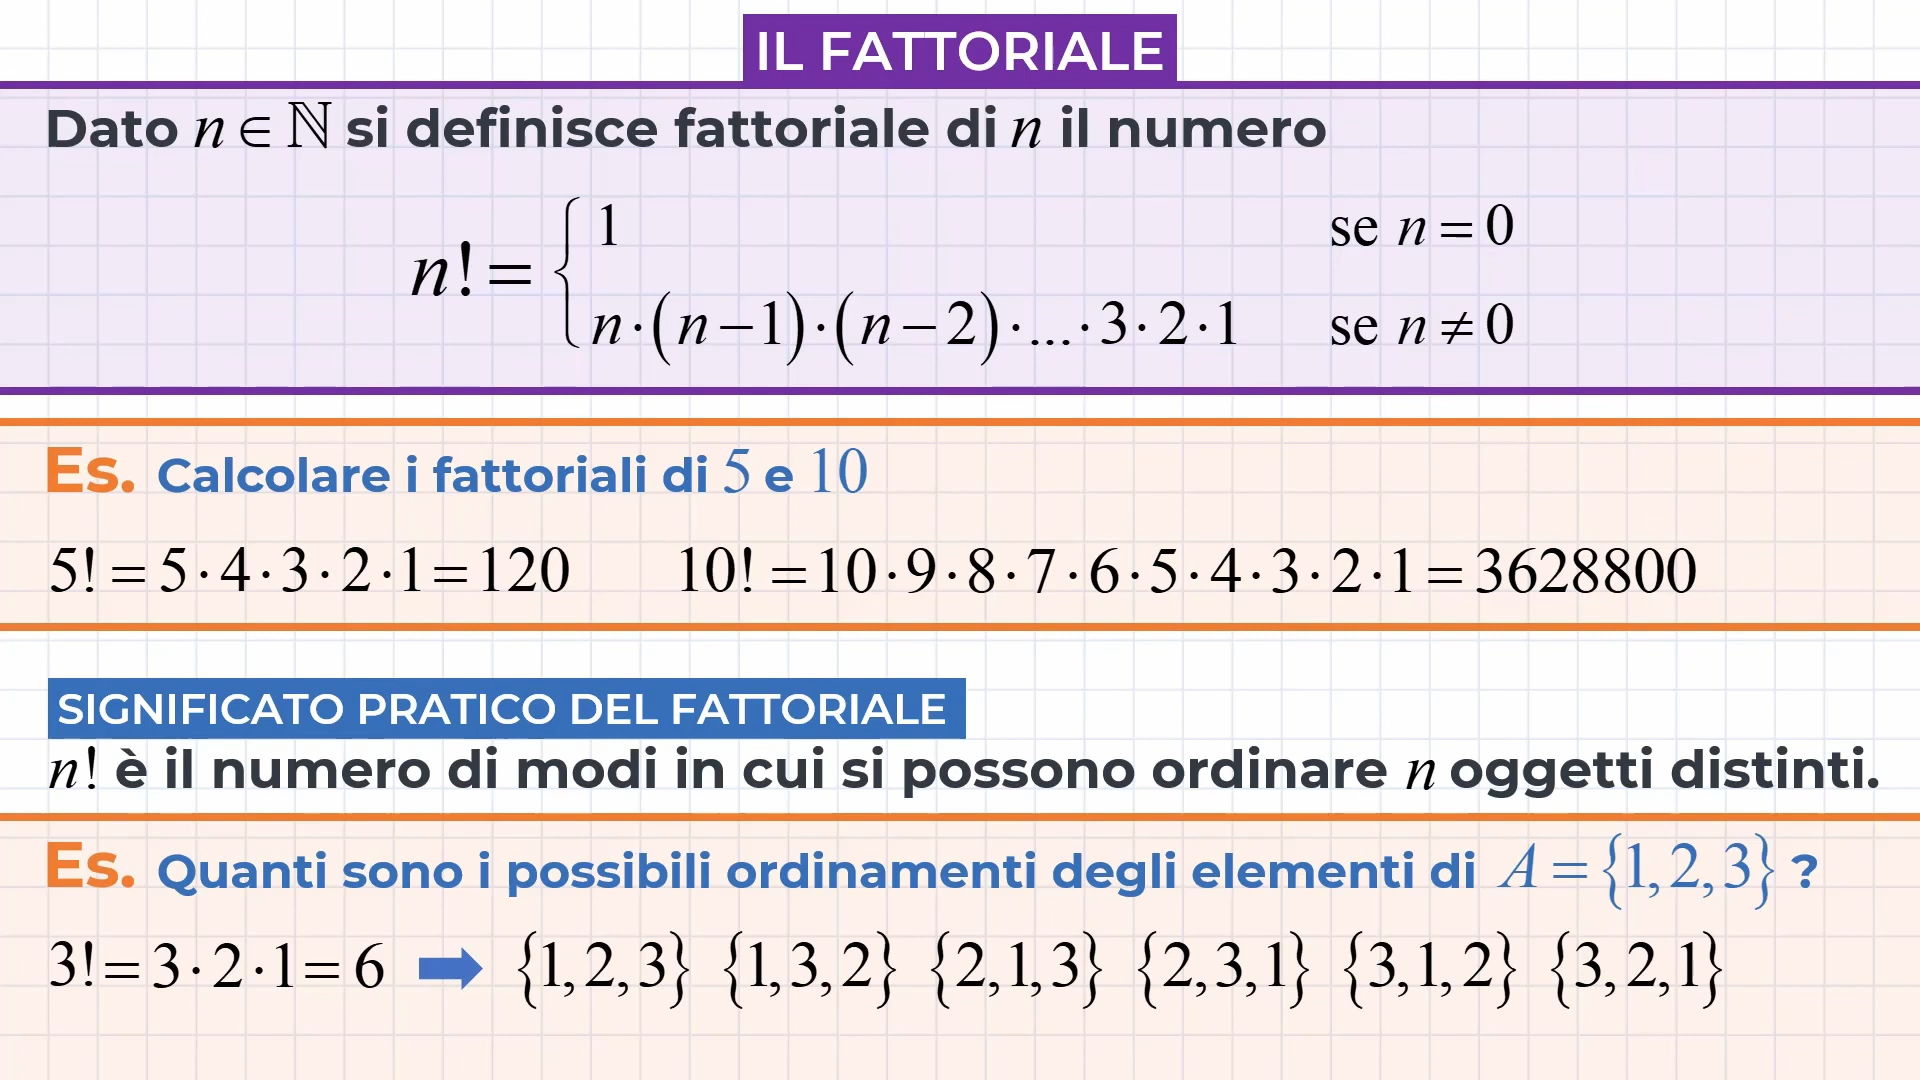 IL FATTORIALE
Dato n ∈ ℕ si definisce fattoriale di n il numero
n! = { 1 se n = 0
n·(n−1)·(n−2)·...·3·2·1 se n ≠ 0
Es. Calcolare i fattoriali di 5 e 10
5! = 5·4·3·2·1 = 120 10! = 10·9·8·7·6·5·4·3·2·1 = 3628800
SIGNIFICATO PRATICO DEL FATTORIALE
n! è il numero di modi in cui si possono ordinare n oggetti distinti.
Es. Quanti sono i possibili ordinamenti degli elementi di A = {1, 2, 3} ?
3! = 3·2·1 = 6 ➡ {1, 2, 3} {1, 3, 2} {2, 1, 3} {2, 3, 1} {3, 1, 2} {3, 2, 1}